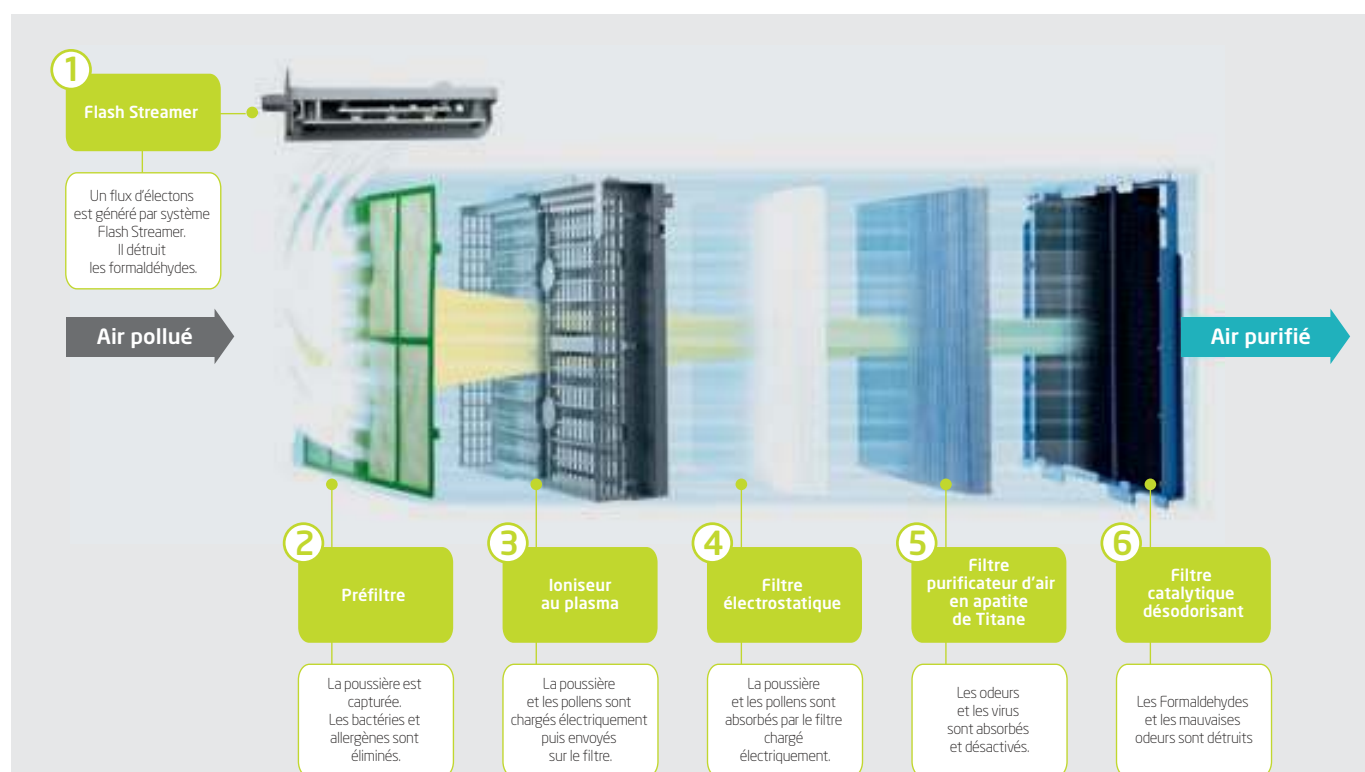 1
Flash Streamer
Un flux d'électons
est généré par système
Flash Streamer.
Il détruit
les formaldéhydes.
Air pollué
Air purifié
2
Préfiltre
La poussière est
capturée.
Les bactéries et
allergènes sont
éliminés.
3
Ioniseur
au plasma
La poussière
et les pollens sont
chargés électriquement
puis envoyés
sur le filtre.
4
Filtre
électrostatique
La poussière
et les pollens sont
absorbés par le filtre
chargé
électriquement.
5
Filtre
purificateur d'air
en apatite
de Titane
Les odeurs
et les virus
sont absorbés
et désactivés.
6
Filtre
catalytique
désodorisant
Les Formaldehydes
et les mauvaises
odeurs sont détruits